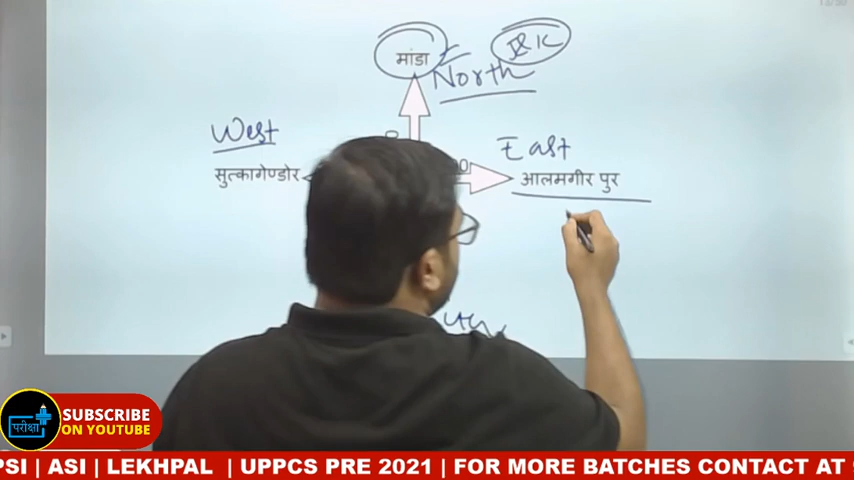 मांडा
J&K
North
West
East
सुत्कागेण्डोर
आलमगीर पुर
परीक्षा
SUBSCRIBE
ON YOUTUBE
PSI | ASI | LEKHPAL | UPPCS PRE 2021 | FOR MORE BATCHES CONTACT AT